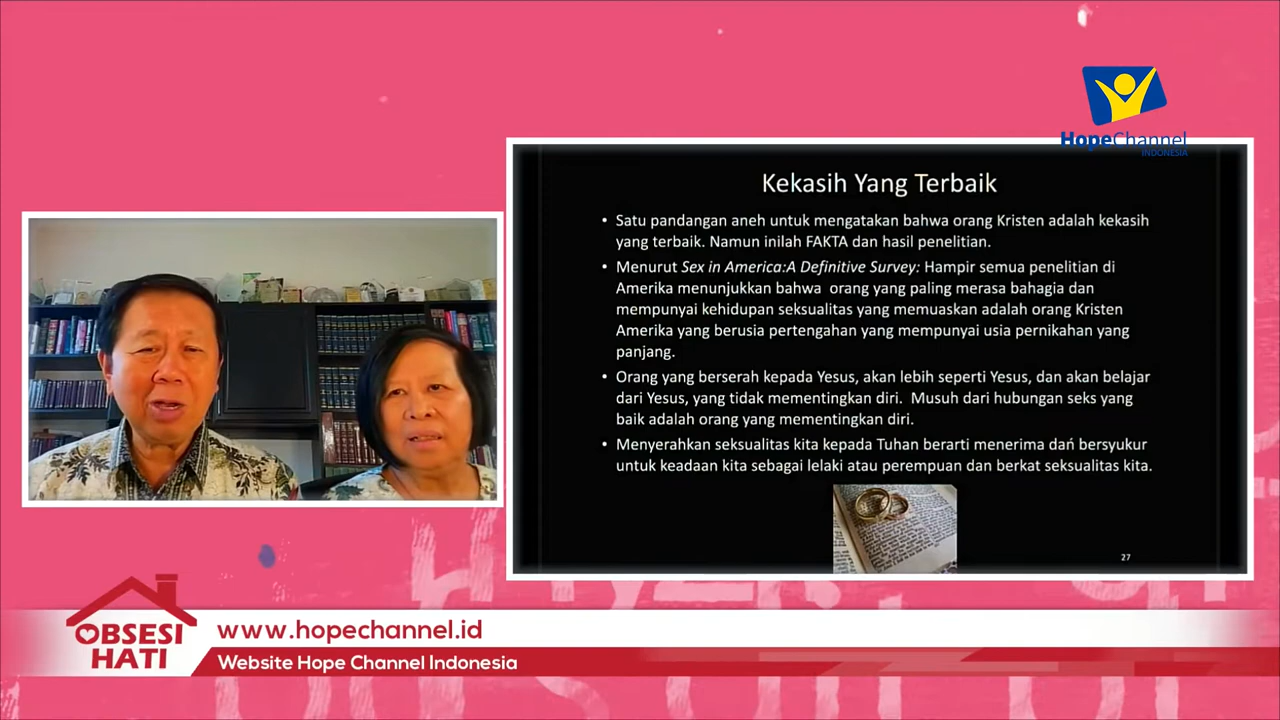 HopeChannel
INDONESIA
Kekasih Yang Terbaik
• Satu pandangan aneh untuk mengatakan bahwa orang Kristen adalah kekasih
yang terbaik. Namun inilah FAKTA dan hasil penelitian.
• Menurut Sex in America:A Definitive Survey: Hampir semua penelitian di
Amerika menunjukkan bahwa orang yang paling merasa bahagia dan
mempunyai kehidupan seksualitas yang memuaskan adalah orang Kristen
Amerika yang berusia pertengahan yang mempunyai usia pernikahan yang
panjang.
• Orang yang berserah kepada Yesus, akan lebih seperti Yesus, dan akan belajar
dari Yesus, yang tidak mementingkan diri. Musuh dari hubungan seks yang
baik adalah orang yang mementingkan diri.
• Menyerahkan seksualitas kita kepada Tuhan berarti menerima dan bersyukur
untuk keadaan kita sebagai lelaki atau perempuan dan berkat seksualitas kita.
27
OBSESI
HATI
www.hopechannel.id
Website Hope Channel Indonesia